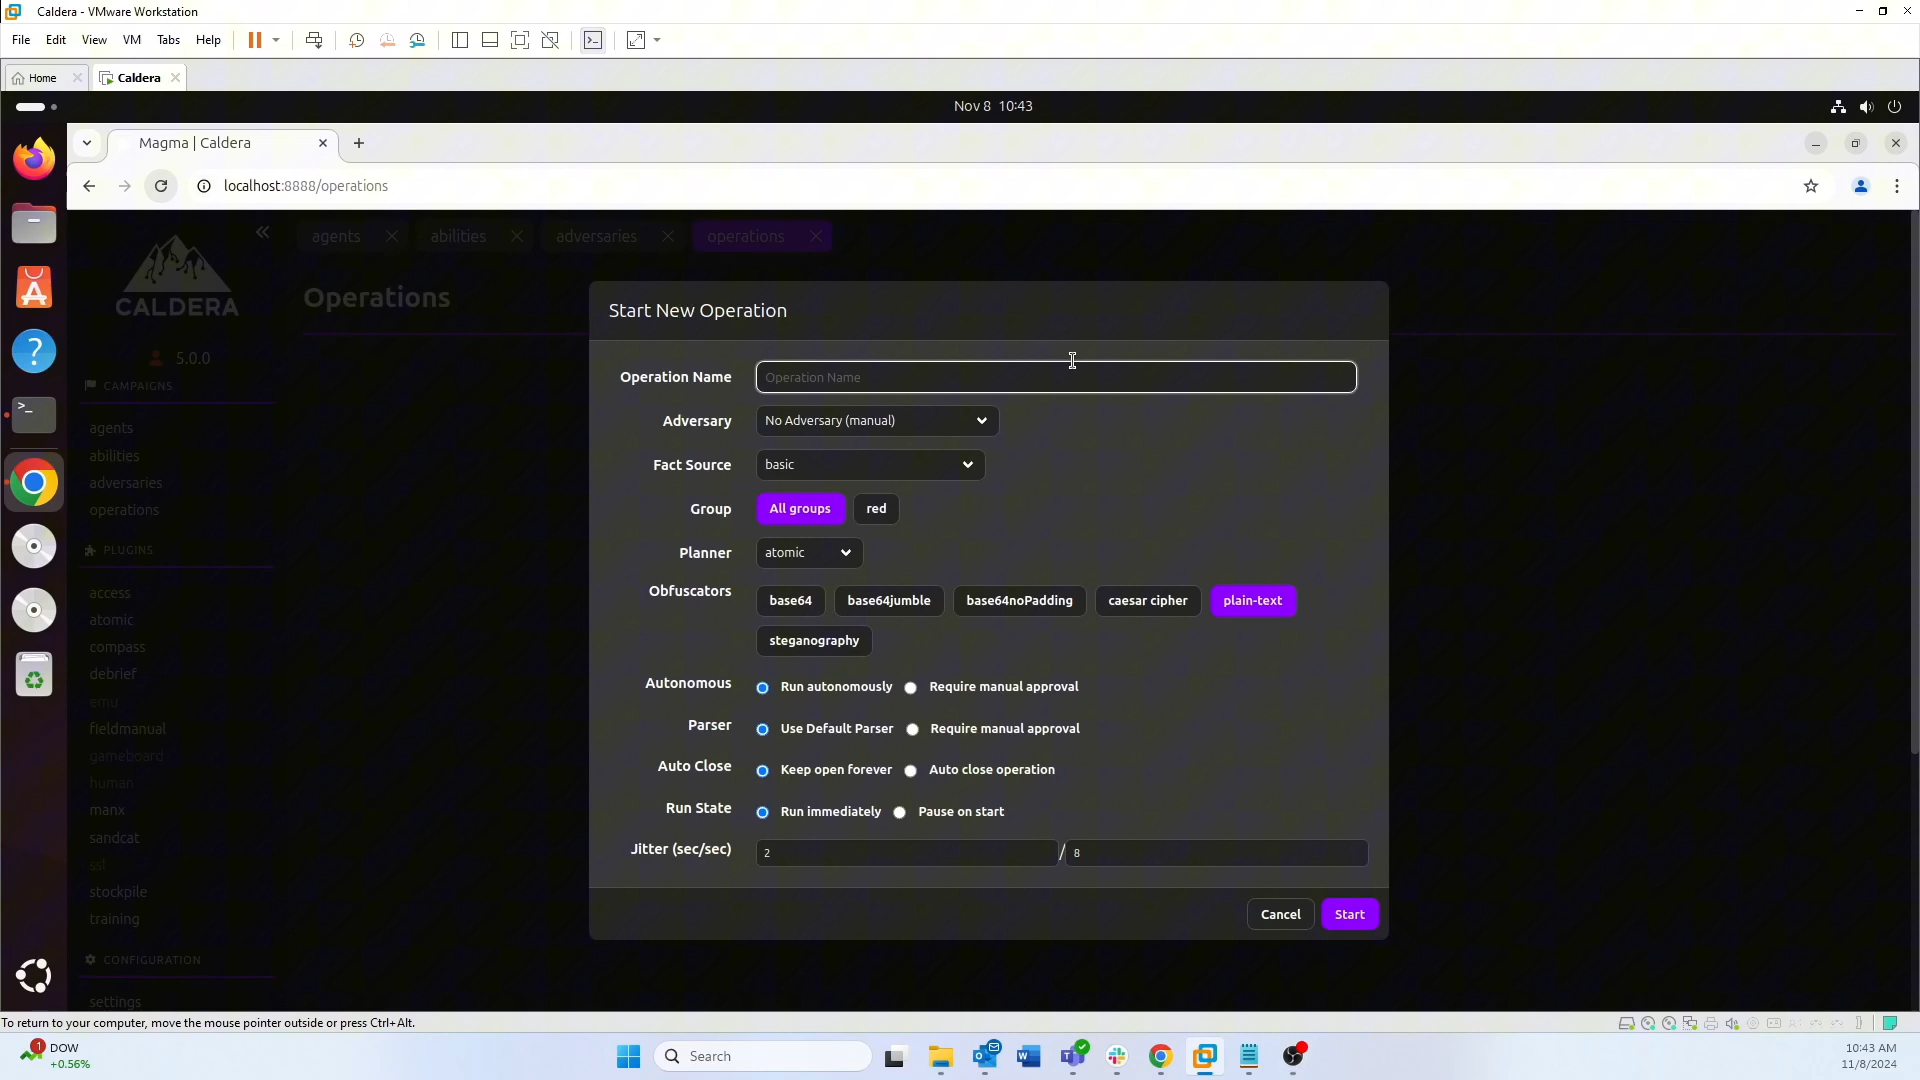 Caldera - VMware Workstation
File Edit View VM Tabs Help
Home Caldera
Nov 8 10:43
Magma | Caldera
localhost:8888/operations
agents abilities adversaries operations
CALDERA
5.0.0
Operations
CAMPAIGNS
agents
abilities
adversaries
operations
PLUGINS
access
atomic
compass
debrief
emu
fieldmanual
gameboard
human
manx
sandcat
ssl
stockpile
training
CONFIGURATION
settings
Start New Operation
Operation Name Operation Name
Adversary No Adversary (manual)
Fact Source basic
Group All groups red
Planner atomic
Obfuscators base64 base64jumble base64noPadding caesar cipher plain-text
steganography
Autonomous Run autonomously Require manual approval
Parser Use Default Parser Require manual approval
Auto Close Keep open forever Auto close operation
Run State Run immediately Pause on start
Jitter (sec/sec) 2 / 8
Cancel Start
To return to your computer, move the mouse pointer outside or press Ctrl+Alt.
1 DOW
+0.56%
Search
10:43 AM
11/8/2024